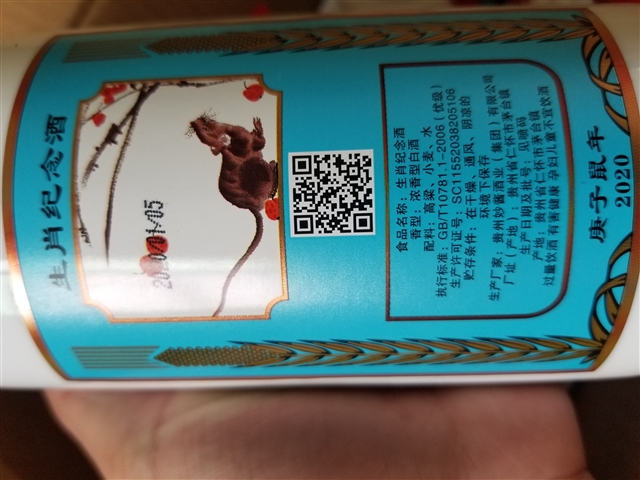 生肖纪念酒
2020/01/05
食品名称：生肖纪念酒
香型：浓香型白酒
配料：高粱、小麦、水
执行标准：GB/T10781.1-2006（优级）
生产许可证号：SC11552038205106
贮存条件：在干燥、通风、阴凉的
环境下保存
生产厂家：贵州妙酱酒业（集团）有限公司
厂址（产地）：贵州省仁怀市茅台镇
生产日期及批号：见喷码
产地：贵州省仁怀市茅台镇
过量饮酒 有害健康 孕妇儿童不宜饮酒
庚子鼠年
2020